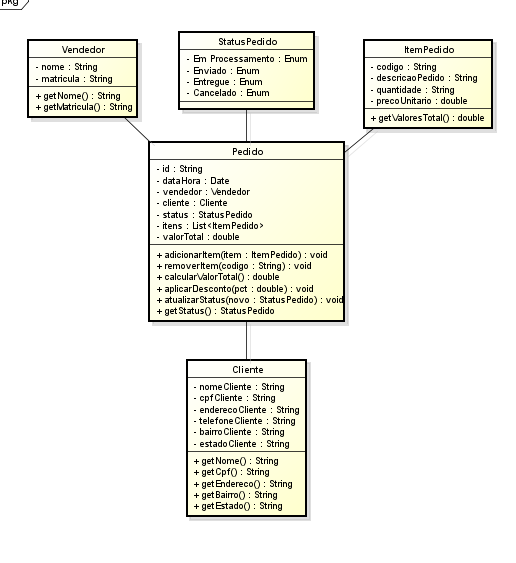 pkg
Vendedor
- nome : String
- matricula : String
+ getNome() : String
+ getMatricula() : String
StatusPedido
- Em Processamento : Enum
- Enviado : Enum
- Entregue : Enum
- Cancelado : Enum
ItemPedido
- codigo : String
- descricaoPedido : String
- quantidade : String
- precoUnitario : double
+ getValoresTotal() : double
Pedido
- id : String
- dataHora : Date
- vendedor : Vendedor
- cliente : Cliente
- status : StatusPedido
- itens : List<ItemPedido>
- valorTotal : double
+ adicionarItem(item : ItemPedido) : void
+ removerItem(codigo : String) : void
+ calcularValorTotal() : double
+ aplicarDesconto(pct : double) : void
+ atualizarStatus(novo : StatusPedido) : void
+ getStatus() : StatusPedido
Cliente
- nomeCliente : String
- cpfCliente : String
- enderecoCliente : String
- telefoneCliente : String
- bairroCliente : String
- estadoCliente : String
+ getNome() : String
+ getCpf() : String
+ getEndereco() : String
+ getBairro() : String
+ getEstado() : String